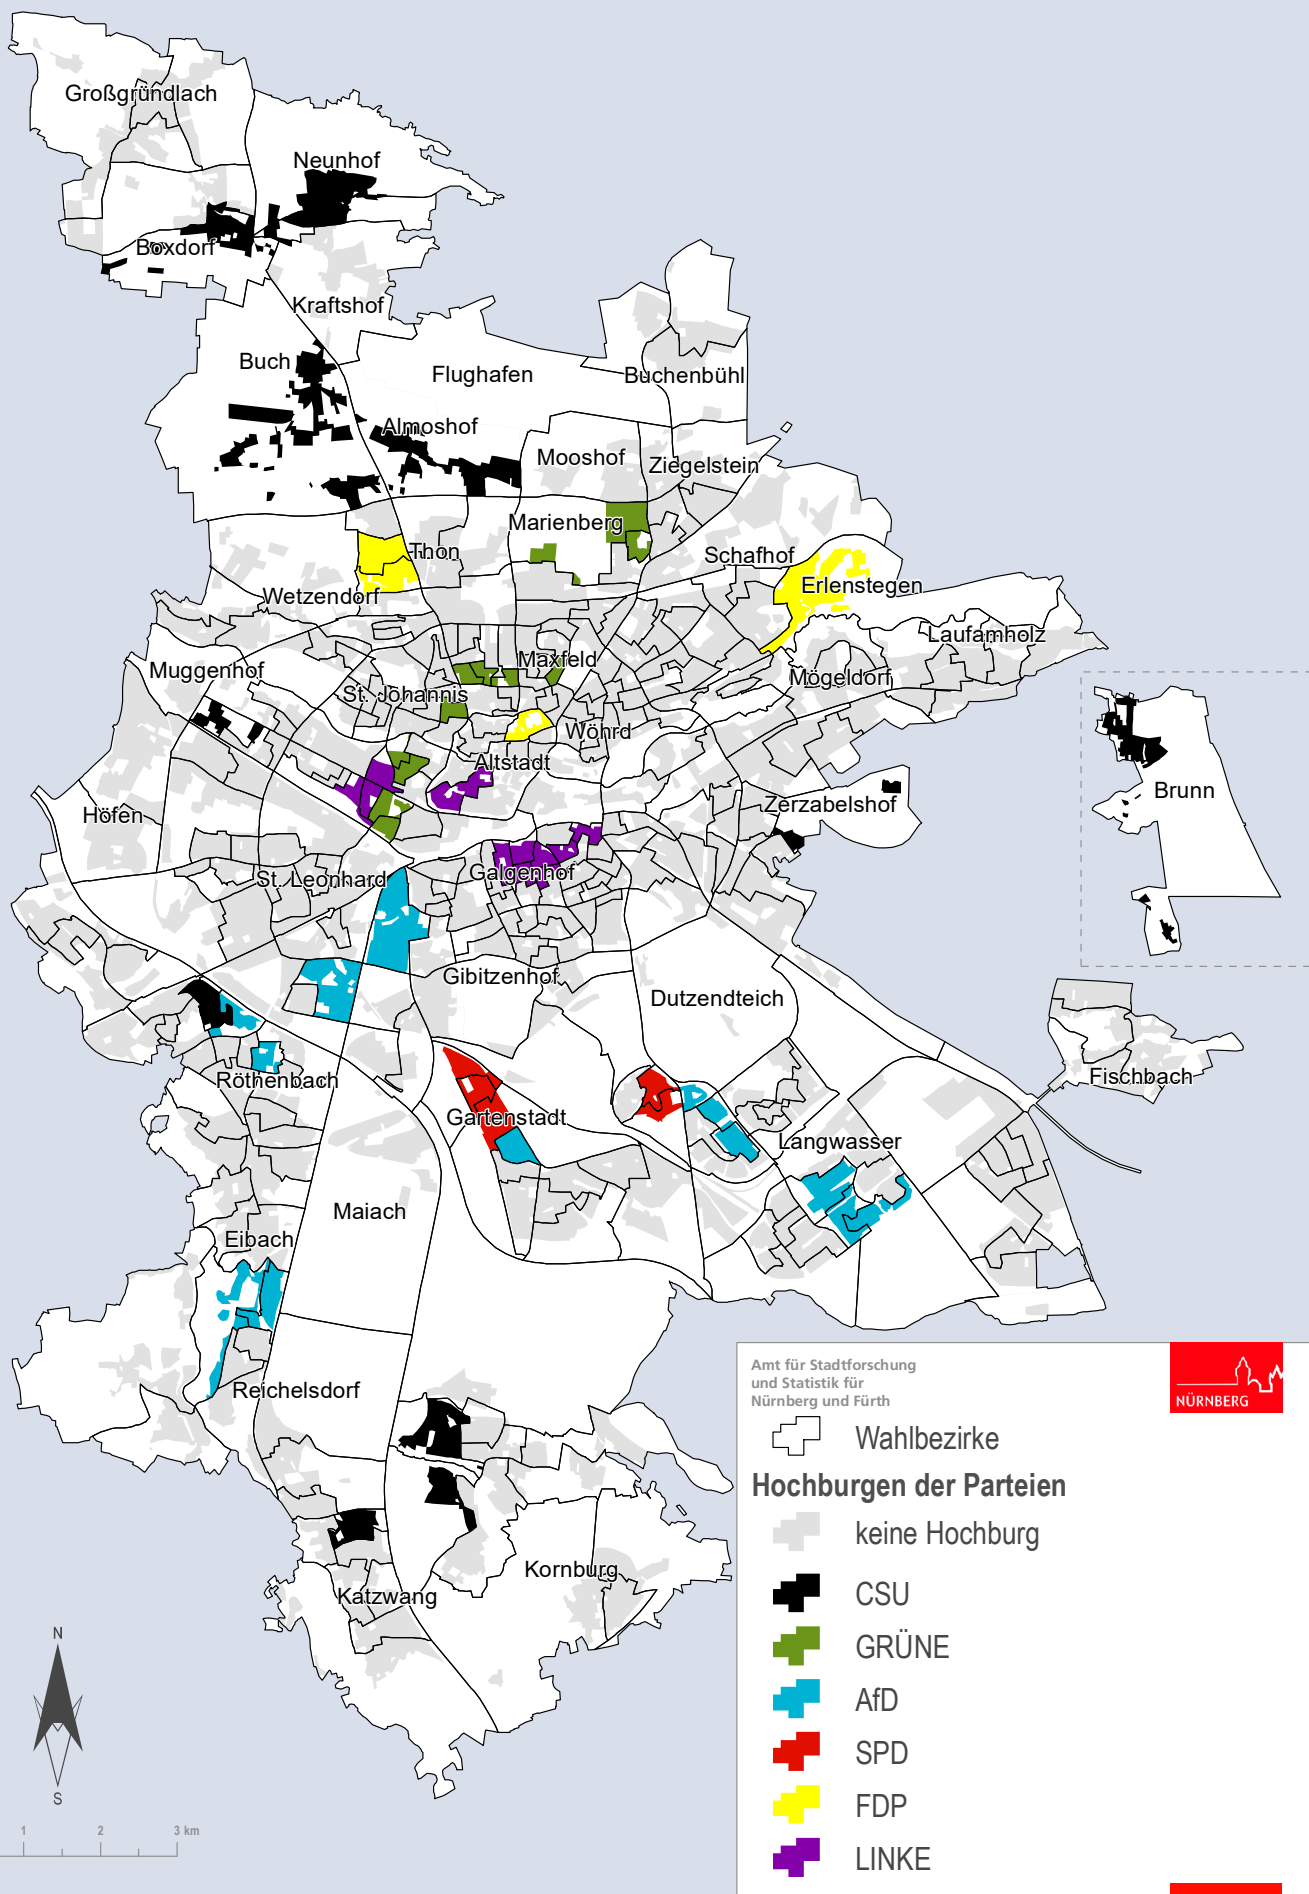 Großgründlach
Neunhof
Boxdorf
Kraftshof
Buch
Flughafen
Buchenbühl
Almoshof
Mooshof
Ziegelstein
Marienberg
Thon
Schafhof
Erlenstegen
Wetzendorf
Laufamholz
Maxfeld
Muggenhof
Mögeldorf
St. Johannis
Wöhrd
Altstadt
Brunn
Zerzabelshof
Höfen
St. Leonhard
Galgenhof
Gibitzenhof
Dutzendteich
Röthenbach
Fischbach
Gartenstadt
Langwasser
Maiach
Eibach
Reichelsdorf
Kornburg
Katzwang
N
S
1 2 3 km
Amt für Stadtforschung
und Statistik für
Nürnberg und Fürth
NÜRNBERG
Wahlbezirke
Hochburgen der Parteien
keine Hochburg
CSU
GRÜNE
AfD
SPD
FDP
LINKE